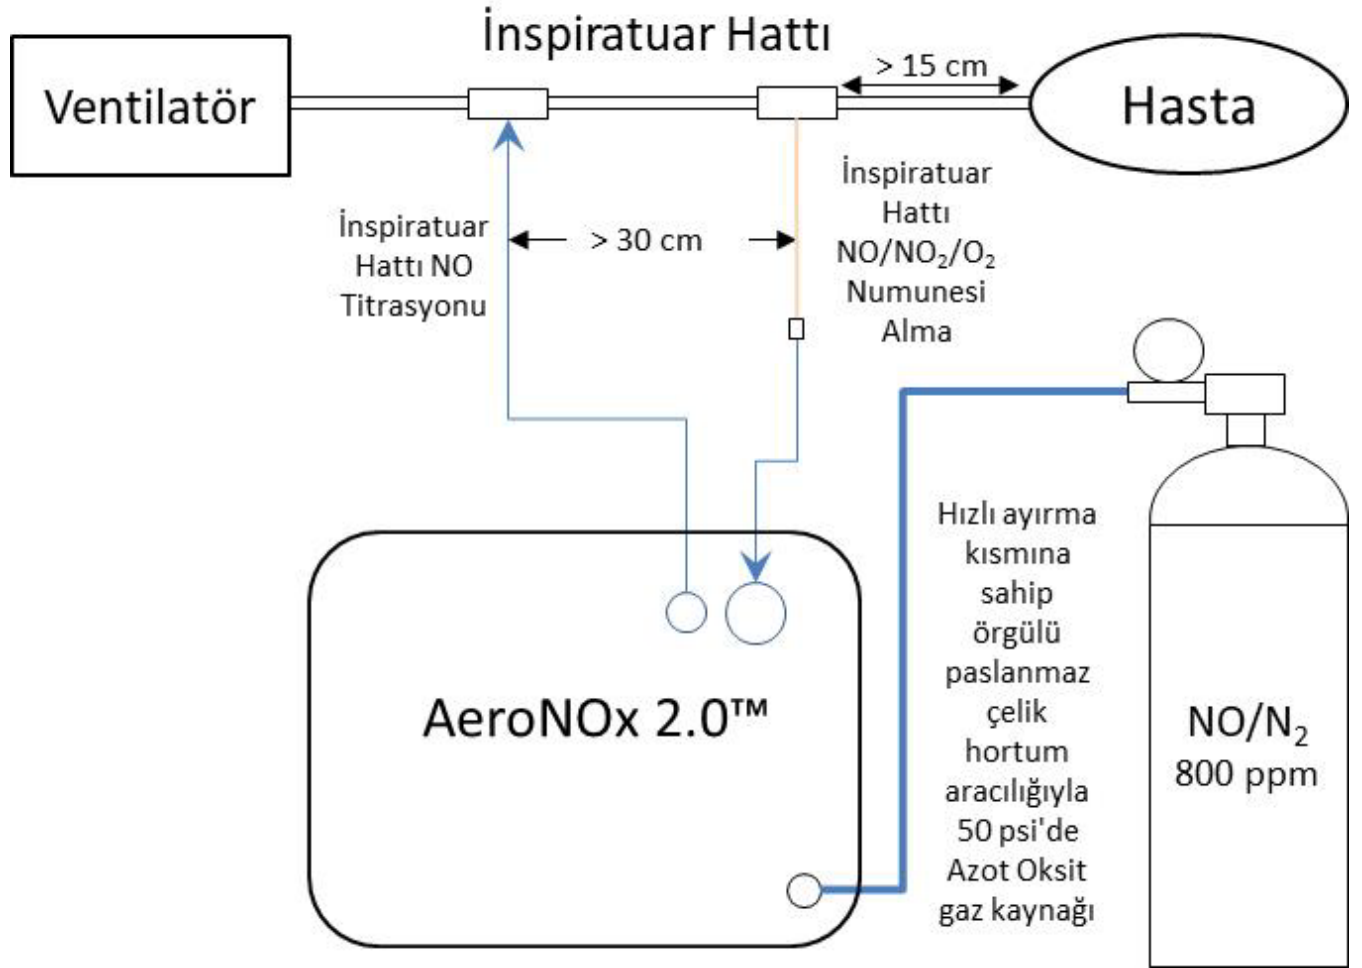 İnspiratuar Hattı
Ventilatör
> 15 cm
Hasta
İnspiratuar
Hattı NO
Titrasyonu
> 30 cm
İnspiratuar
Hattı
NO/NO₂/O₂
Numunesi
Alma
AeroNOx 2.0™
Hızlı ayırma
kısmına
sahip
örgülü
paslanmaz
çelik
hortum
aracılığıyla
50 psi'de
Azot Oksit
gaz kaynağı
NO/N₂
800 ppm